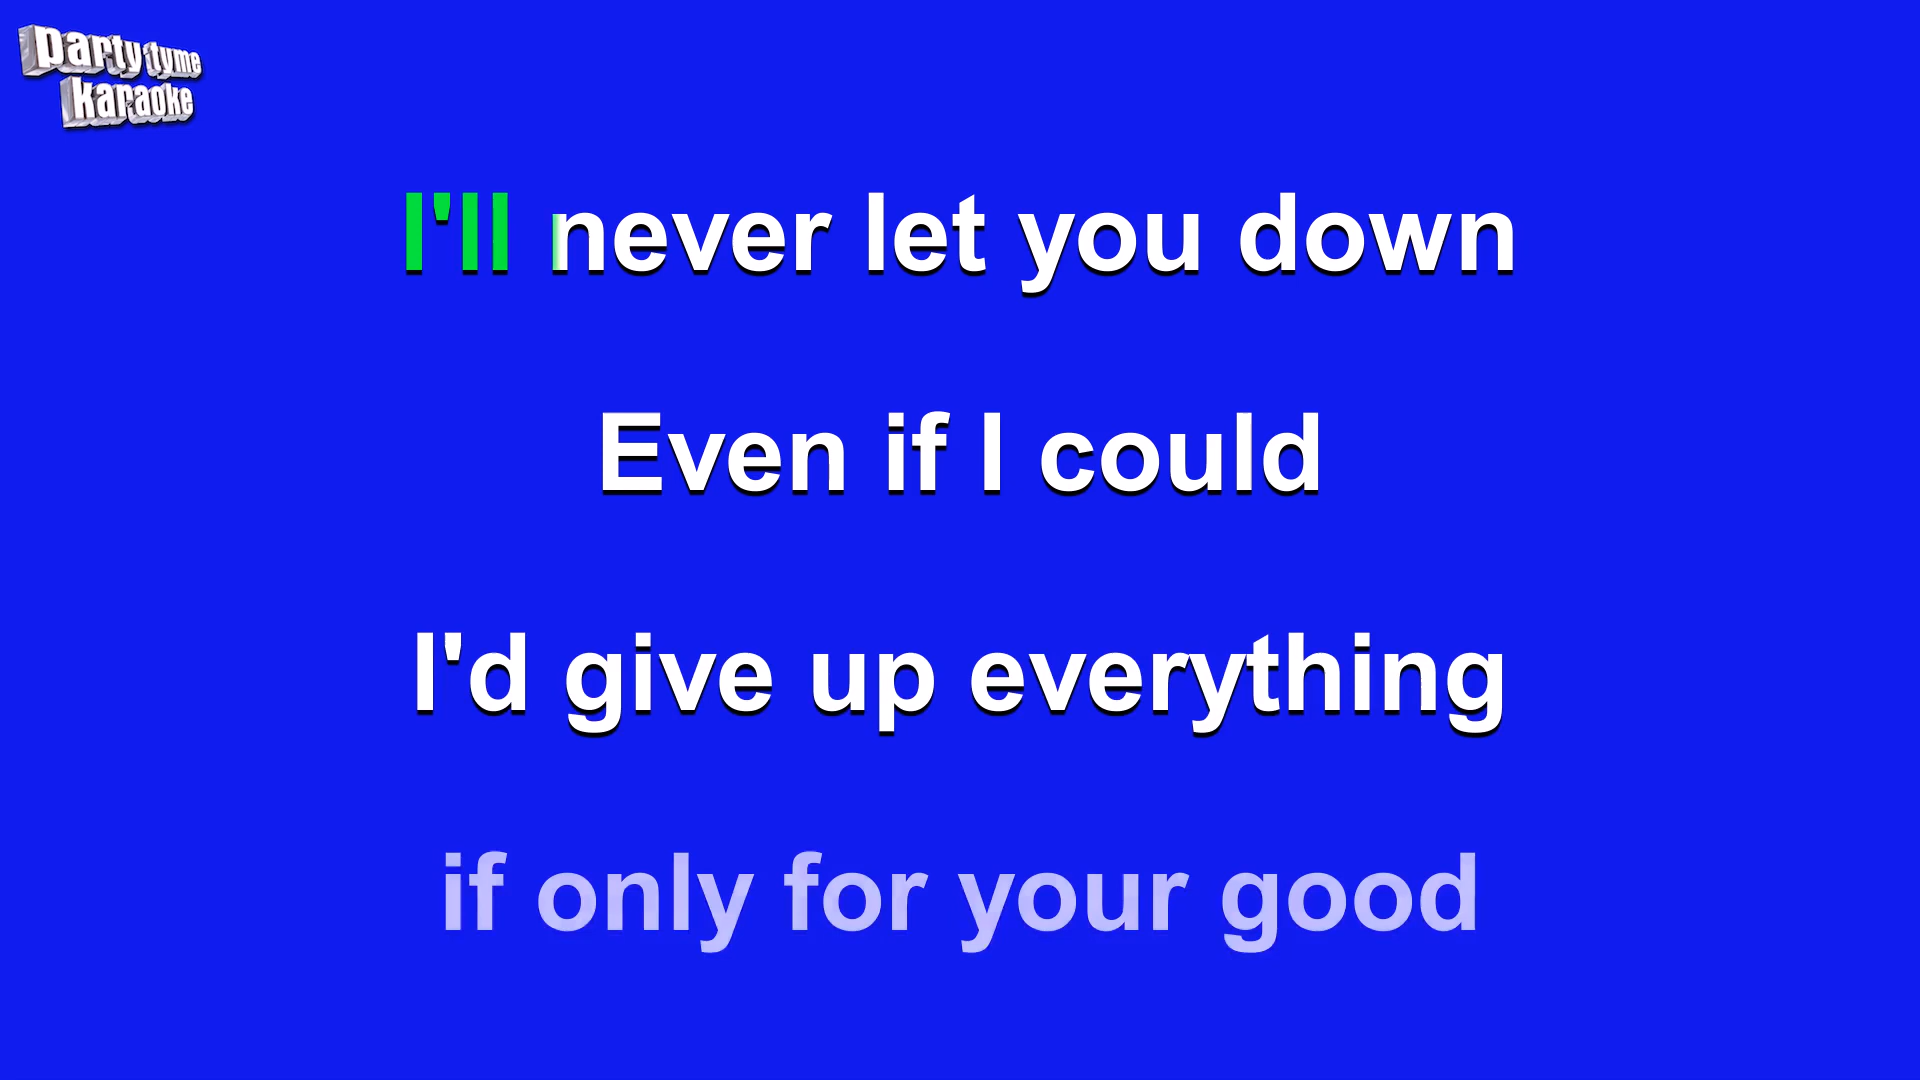 party tyme
karaoke
I'll never let you down
Even if I could
I'd give up everything
if only for your good